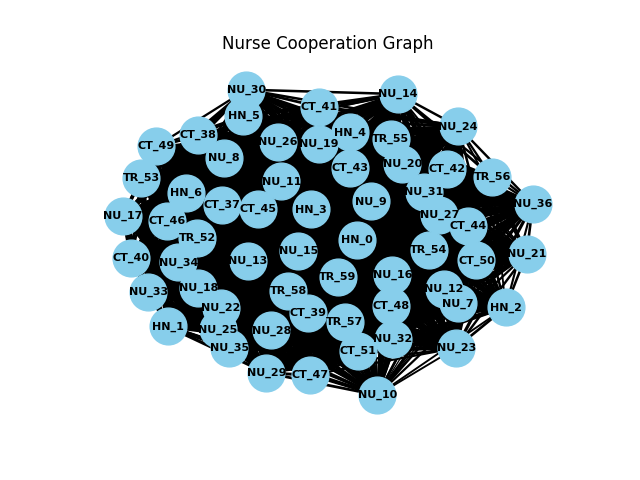 Nurse Cooperation Graph
NU_30
NU_14
CT_41
HN_5
NU_24
HN_4
CT_38
TR_55
NU_26
NU_19
CT_49
NU_8
NU_20
CT_43
CT_42
TR_53
TR_56
NU_11
NU_31
HN_6
NU_9
CT_37
NU_36
CT_45
HN_3
NU_17
NU_27
CT_46
CT_44
TR_52
HN_0
TR_54
NU_15
NU_21
CT_40
CT_50
NU_13
NU_34
NU_16
TR_59
NU_18
NU_12
TR_58
NU_33
NU_7
CT_48
HN_2
NU_22
CT_39
TR_57
HN_1
NU_25
NU_28
NU_32
NU_35
NU_23
CT_51
NU_29
CT_47
NU_10